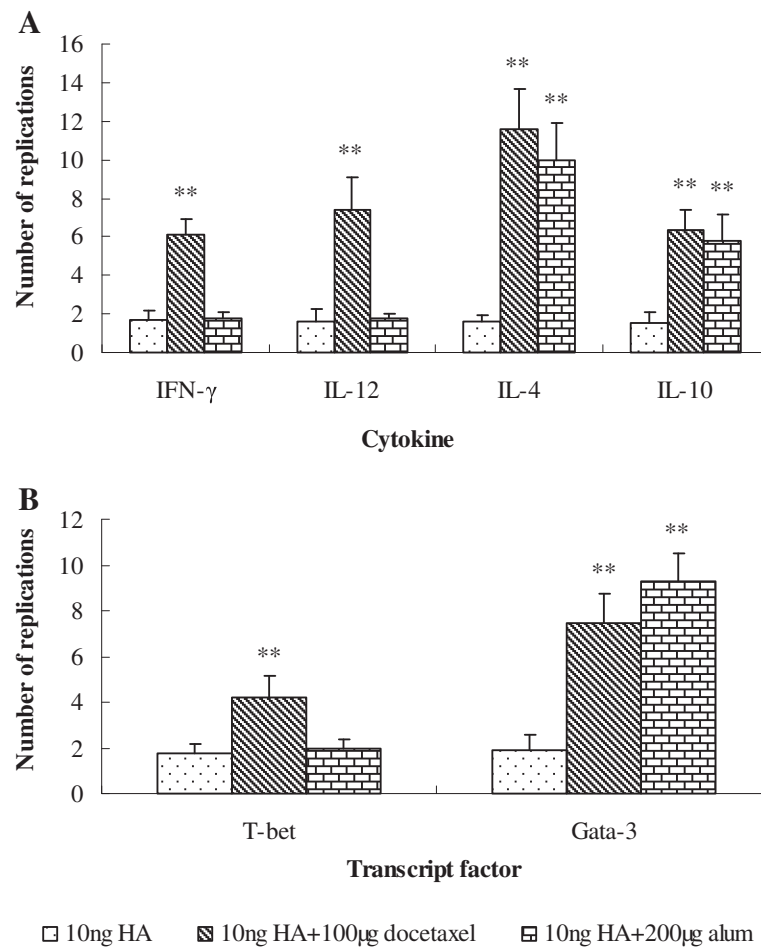 A
Number of replications
16
14
12
10
8
6
4
2
0
** ** ** ** ** **
IFN-γ IL-12 IL-4 IL-10
Cytokine
B
Number of replications
12
10
8
6
4
2
0
** ** **
T-bet Gata-3
Transcript factor
10ng HA 10ng HA+100μg docetaxel 10ng HA+200μg alum